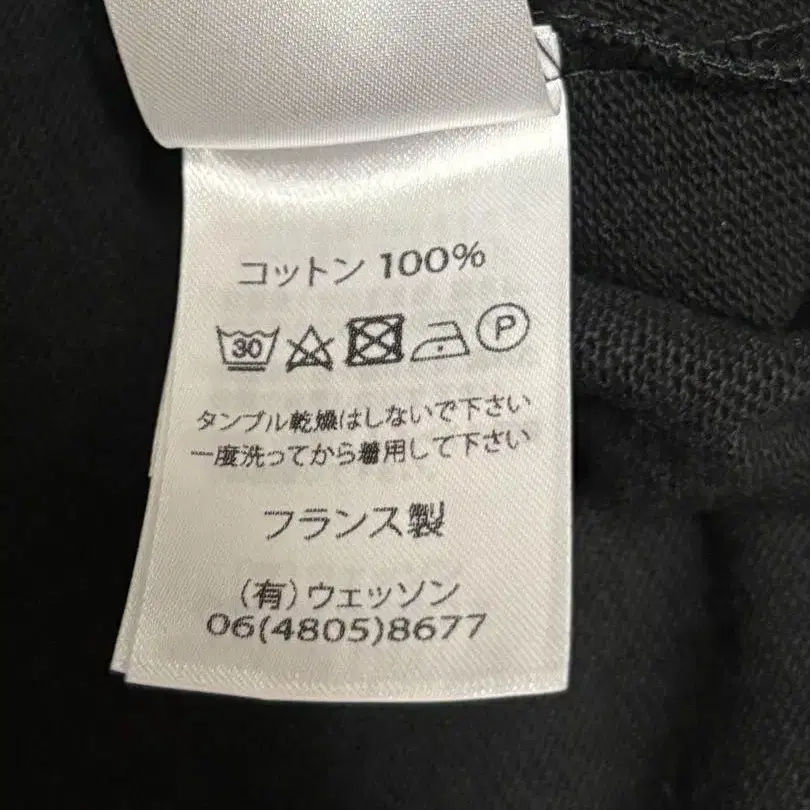 コットン 100%
30 P
タンブル乾燥はしないで下さい
一度洗ってから着用して下さい
フランス製
(有)ウェッソン
06(4805)8677